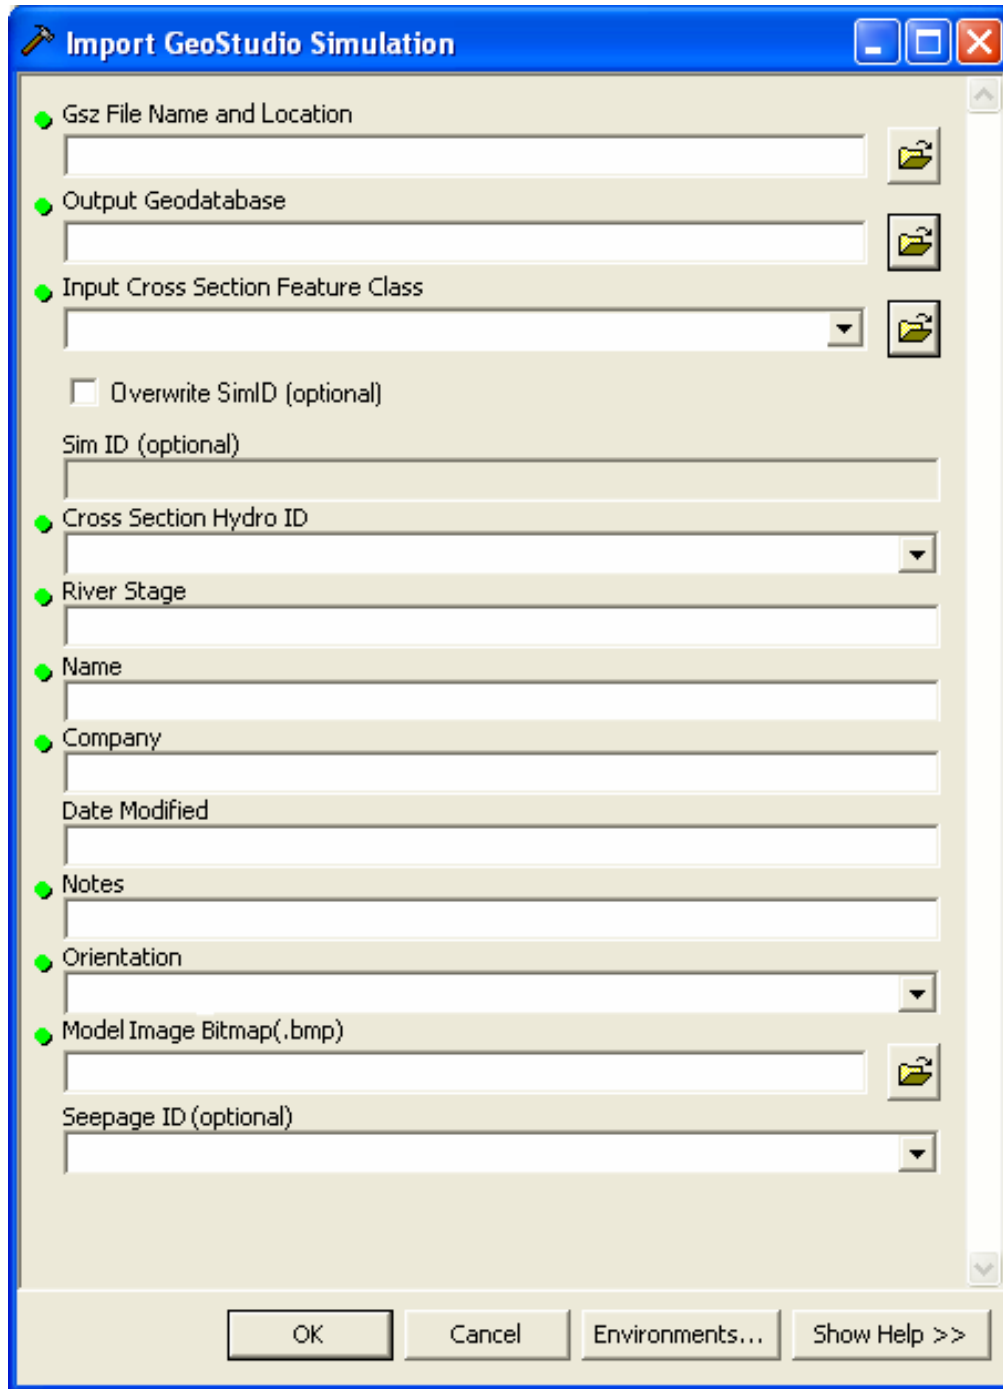 Import GeoStudio Simulation
Gsz File Name and Location
Output Geodatabase
Input Cross Section Feature Class
Overwrite SimID (optional)
Sim ID (optional)
Cross Section Hydro ID
River Stage
Name
Company
Date Modified
Notes
Orientation
Model Image Bitmap(.bmp)
Seepage ID (optional)
OK Cancel Environments... Show Help >>